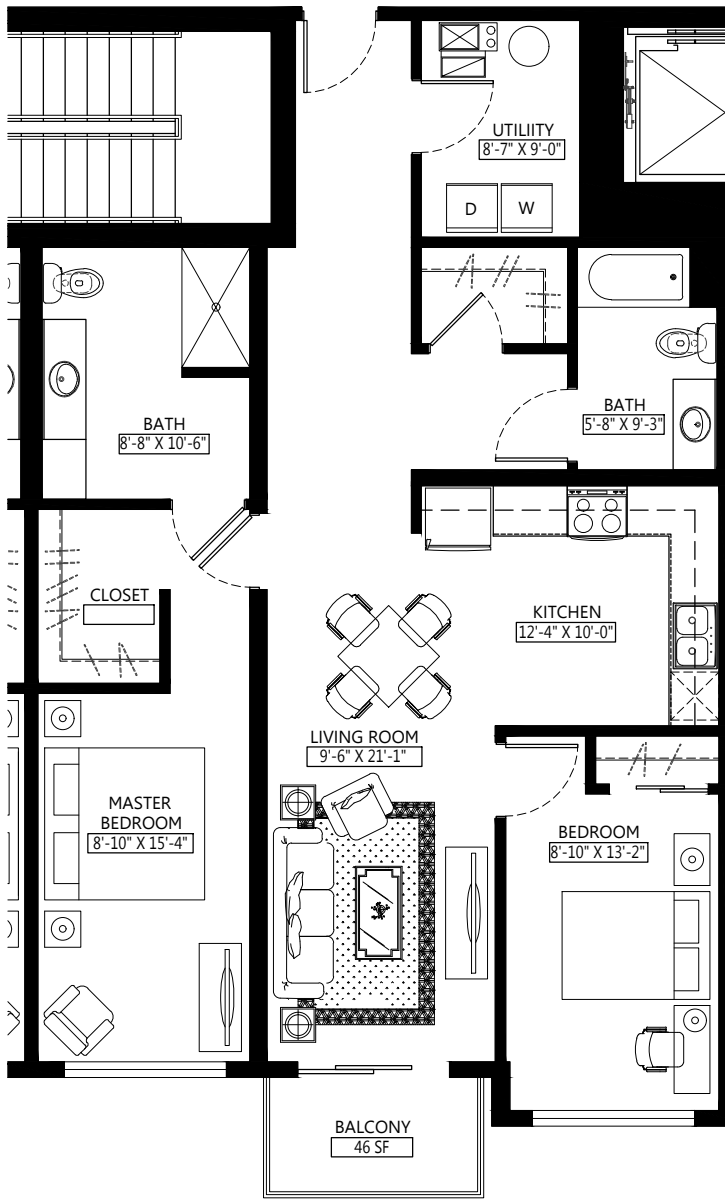 UTILIITY
8'-7" X 9'-0"
D
W
BATH
8'-8" X 10'-6"
BATH
5'-8" X 9'-3"
CLOSET
KITCHEN
12'-4" X 10'-0"
LIVING ROOM
9'-6" X 21'-1"
MASTER
BEDROOM
8'-10" X 15'-4"
BEDROOM
8'-10" X 13'-2"
BALCONY
46 SF